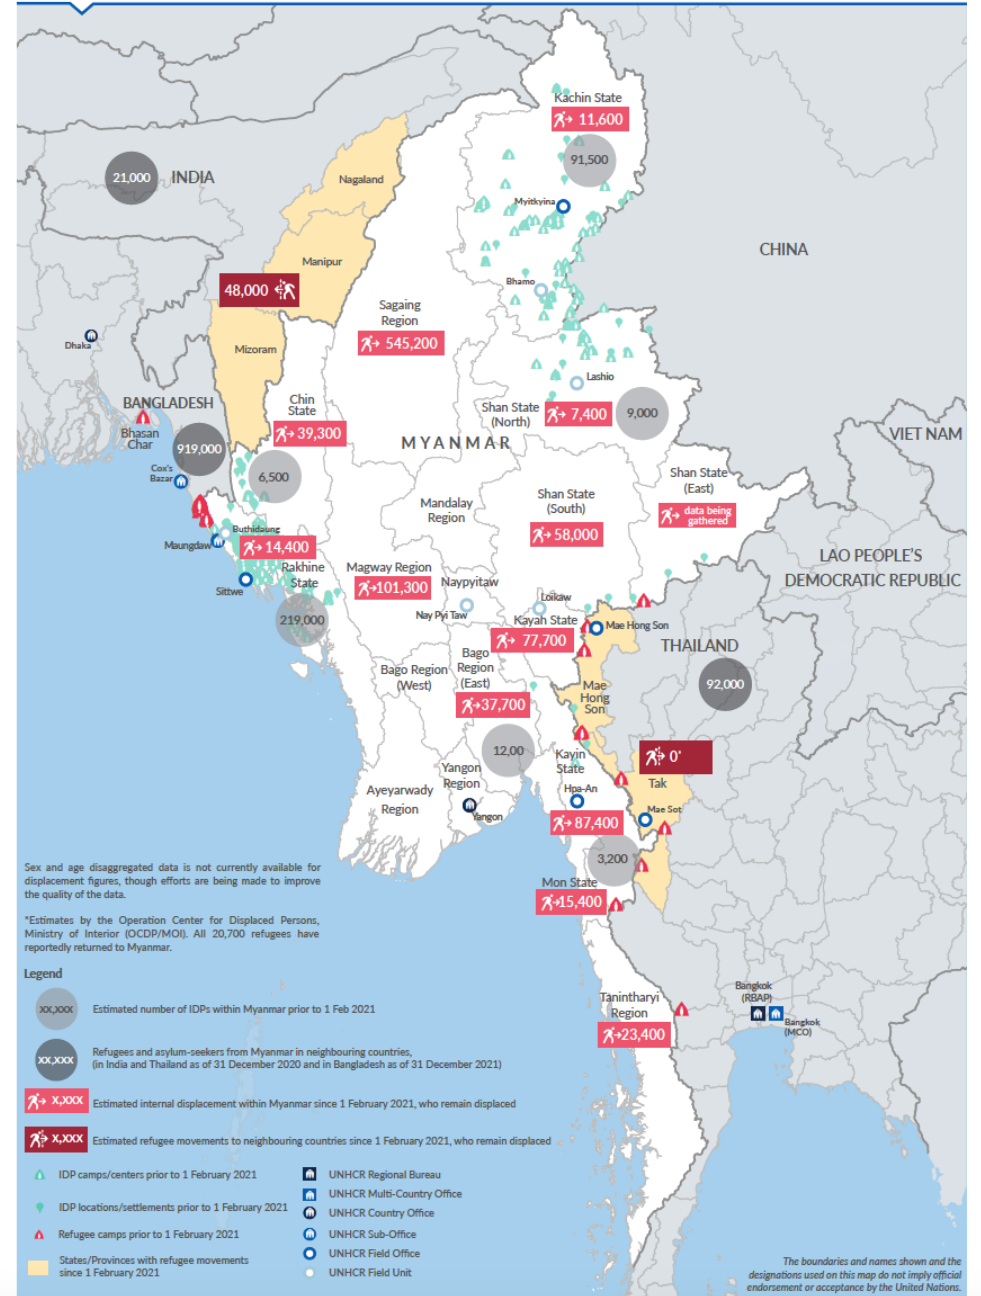 Kachin State
11,600
91,500
21,000
INDIA
Nagaland
Myitkyina
Manipur
CHINA
48,000
Bhamo
Sagaing
Region
545,200
Dhaka
Mizoram
Lashio
BANGLADESH
Chin
State
39,300
Shan State
(North)
7,400
9,000
Bhasan
Char
919,000
MYANMAR
VIET NAM
Cox's
Bazar
6,500
Shan State
(East)
data being
gathered
Mandalay
Region
Shan State
(South)
58,000
Buthidaung
Maungdaw
14,400
Rakhine
State
Sittwe
219,000
Magway Region
101,300
Naypyitaw
Nay Pyi Taw
Loikaw
Kayah State
77,700
LAO PEOPLE'S
DEMOCRATIC REPUBLIC
Mae Hong Son
THAILAND
92,000
Bago Region
(West)
Bago
Region
(East)
37,700
Mae
Hong
Son
12,00
Kayin
State
0*
Tak
Yangon
Region
Ayeyarwady
Region
Yangon
Hpa-An
87,400
Mae Sot
3,200
Mon State
15,400
Sex and age disaggregated data is not currently available for
displacement figures, though efforts are being made to improve
the quality of the data.
*Estimates by the Operation Center for Displaced Persons,
Ministry of Interior (OCDP/MOI). All 20,700 refugees have
reportedly returned to Myanmar.
Tanintharyi
Region
23,400
Bangkok
(RBAP)
Bangkok
(MCO)
Legend
xx,xxx
Estimated number of IDPs within Myanmar prior to 1 Feb 2021
xx,xxx
Refugees and asylum-seekers from Myanmar in neighbouring countries,
(in India and Thailand as of 31 December 2020 and in Bangladesh as of 31 December 2021)
x,xxx
Estimated internal displacement within Myanmar since 1 February 2021, who remain displaced
x,xxx
Estimated refugee movements to neighbouring countries since 1 February 2021, who remain displaced
IDP camps/centers prior to 1 February 2021
IDP locations/settlements prior to 1 February 2021
Refugee camps prior to 1 February 2021
States/Provinces with refugee movements
since 1 February 2021
UNHCR Regional Bureau
UNHCR Multi-Country Office
UNHCR Country Office
UNHCR Sub-Office
UNHCR Field Office
UNHCR Field Unit
The boundaries and names shown and the
designations used on this map do not imply official
endorsement or acceptance by the United Nations.